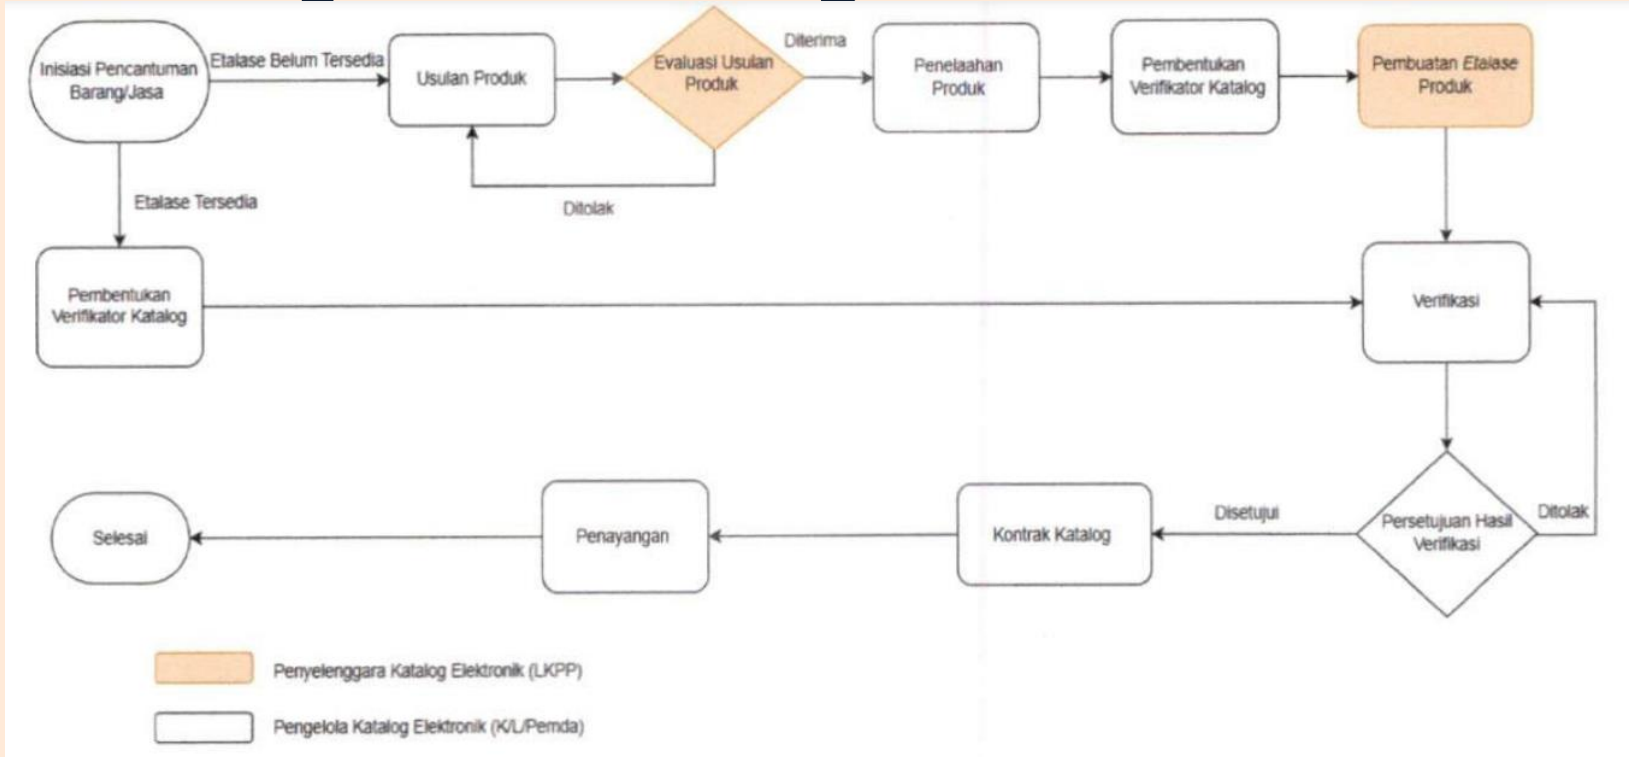 Inisiasi Pencantuman
Barang/Jasa
Etalase Belum Tersedia
Usulan Produk
Evaluasi Usulan
Produk
Diterima
Penelaahan
Produk
Pembentukan
Verifikator Katalog
Pembuatan Etalase
Produk
Etalase Tersedia
Ditolak
Pembentukan
Verifikator Katalog
Verifikasi
Selesai
Penayangan
Kontrak Katalog
Disetujui
Persetujuan Hasil
Verifikasi
Ditolak
Penyelenggara Katalog Elektronik (LKPP)
Pengelola Katalog Elektronik (K/L/Pemda)